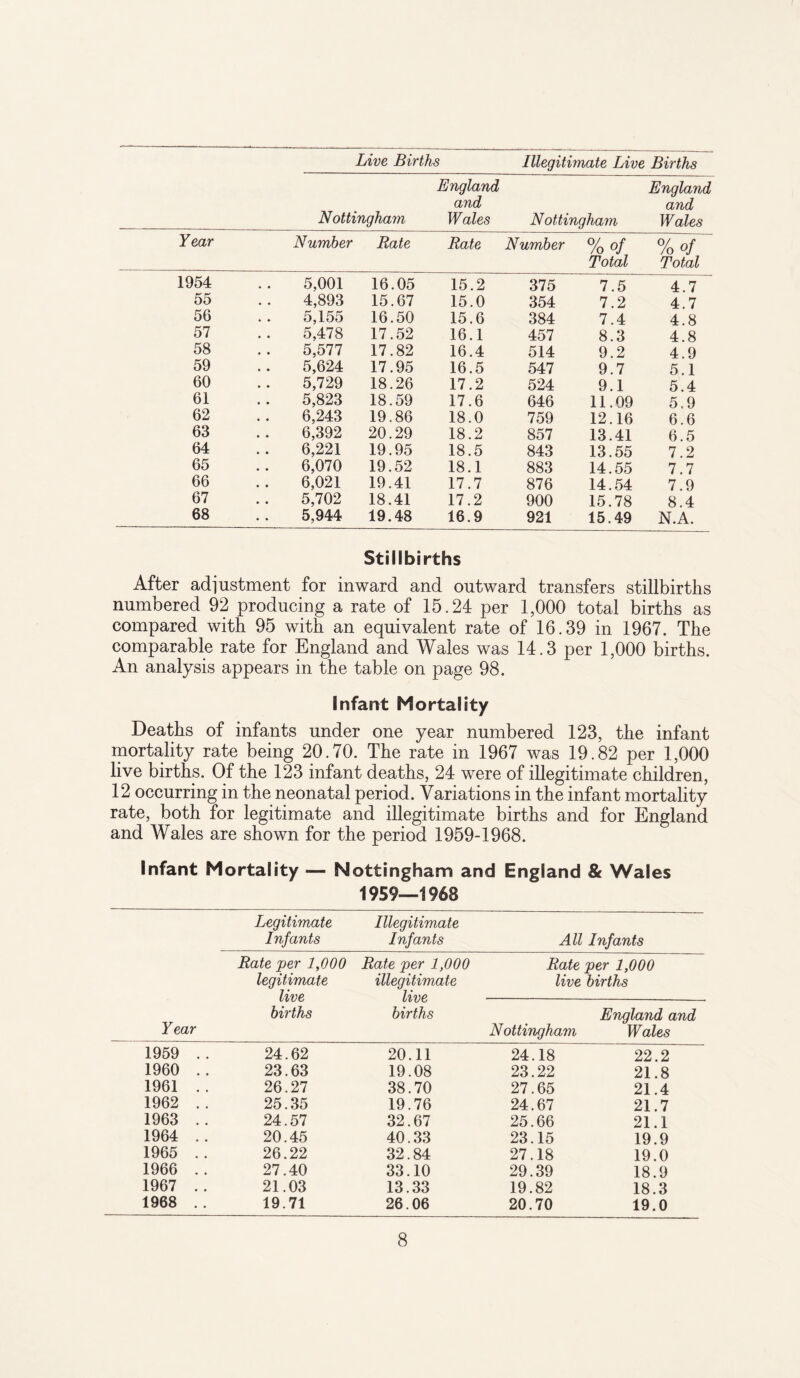 Live Births Illegitimate Live Births
England England
and and
Nottingham Wales Nottingham Wales
Year Number Rate Rate Number % of % of
Total Total
1954 .. 5,001 16.05 15.2 375 7.5 4.7
55 .. 4,893 15.67 15.0 354 7.2 4.7
56 .. 5,155 16.50 15.6 384 7.4 4.8
57 .. 5,478 17.52 16.1 457 8.3 4.8
58 .. 5,577 17.82 16.4 514 9.2 4.9
59 .. 5,624 17.95 16.5 547 9.7 5.1
60 .. 5,729 18.26 17.2 524 9.1 5.4
61 .. 5,823 18.59 17.6 646 11.09 5.9
62 .. 6,243 19.86 18.0 759 12.16 6.6
63 .. 6,392 20.29 18.2 857 13.41 6.5
64 .. 6,221 19.95 18.5 843 13.55 7.2
65 .. 6,070 19.52 18.1 883 14.55 7.7
66 .. 6,021 19.41 17.7 876 14.54 7.9
67 .. 5,702 18.41 17.2 900 15.78 8.4
68 .. 5,944 19.48 16.9 921 15.49 N.A.
Stillbirths
After adjustment for inward and outward transfers stillbirths
numbered 92 producing a rate of 15.24 per 1,000 total births as
compared with 95 with an equivalent rate of 16.39 in 1967. The
comparable rate for England and Wales was 14.3 per 1,000 births.
An analysis appears in the table on page 98.
Infant Mortality
Deaths of infants under one year numbered 123, the infant
mortality rate being 20.70. The rate in 1967 was 19.82 per 1,000
live births. Of the 123 infant deaths, 24 were of illegitimate children,
12 occurring in the neonatal period. Variations in the infant mortality
rate, both for legitimate and illegitimate births and for England
and Wales are shown for the period 1959-1968.
Infant Mortality — Nottingham and England & Wales
1959—1968
Legitimate Illegitimate
Infants Infants All Infants
Rate per 1,000 Rate per 1,000 Rate per 1,000
legitimate illegitimate live births
live live
births births England and
Year Nottingham Wales
1959 .. 24.62 20.11 24.18 22.2
1960 .. 23.63 19.08 23.22 21.8
1961 .. 26.27 38.70 27.65 21.4
1962 .. 25.35 19.76 24.67 21.7
1963 .. 24.57 32.67 25.66 21.1
1964 .. 20.45 40.33 23.15 19.9
1965 .. 26.22 32.84 27.18 19.0
1966 .. 27.40 33.10 29.39 18.9
1967 .. 21.03 13.33 19.82 18.3
1968 .. 19.71 26.06 20.70 19.0
8